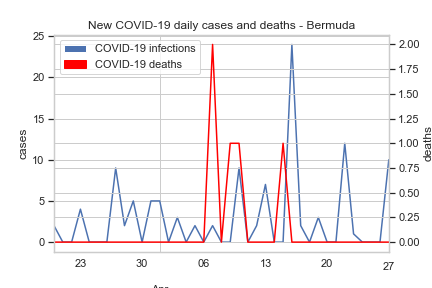 New COVID-19 daily cases and deaths - Bermuda
COVID-19 infections
COVID-19 deaths
25
20
15
10
5
0
cases
2.00
1.75
1.50
1.25
1.00
0.75
0.50
0.25
0.00
deaths
23 30 06 13 20 27